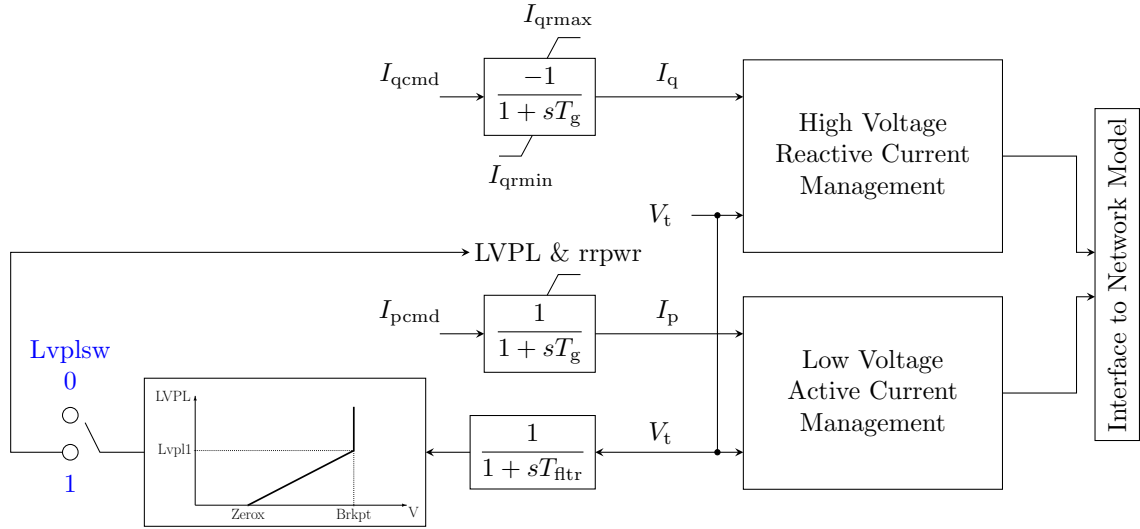 I_qrmax
I_qcmd
−1
1 + sT_g
I_q
I_qrmin
High Voltage
Reactive Current
Management
V_t
LVPL & rrpwr
I_pcmd
1
1 + sT_g
I_p
Low Voltage
Active Current
Management
Interface to Network Model
Lvplsw
0
1
LVPL
Lvpl1
Zerox
Brkpt
V
1
1 + sT_fltr
V_t